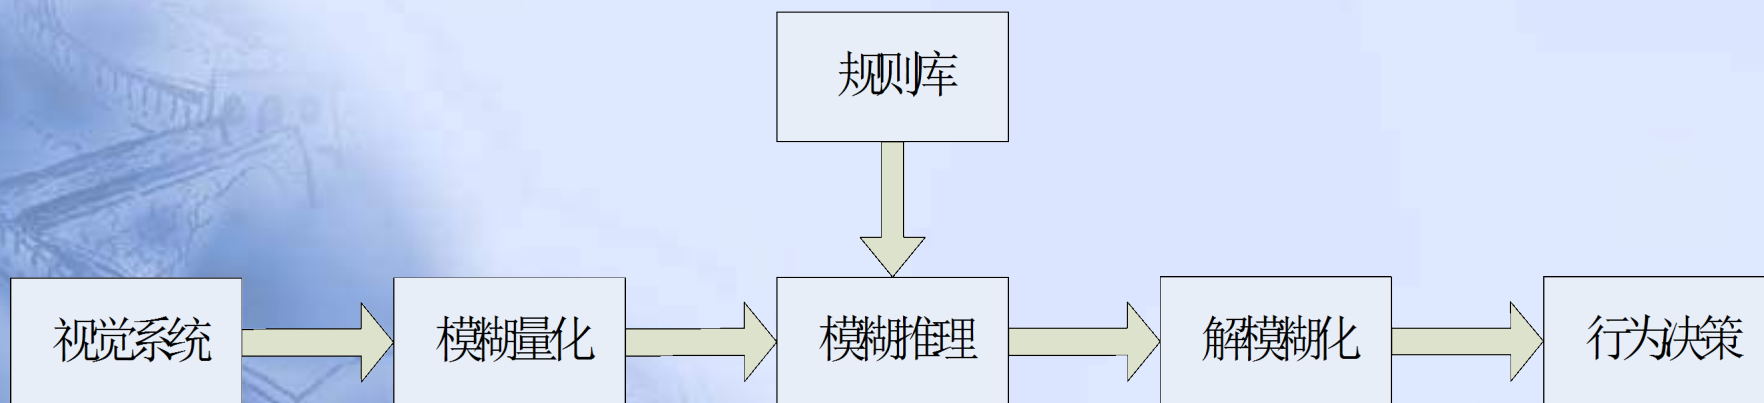 规则库
视觉系统
模糊量化
模糊推理
解模糊化
行为决策